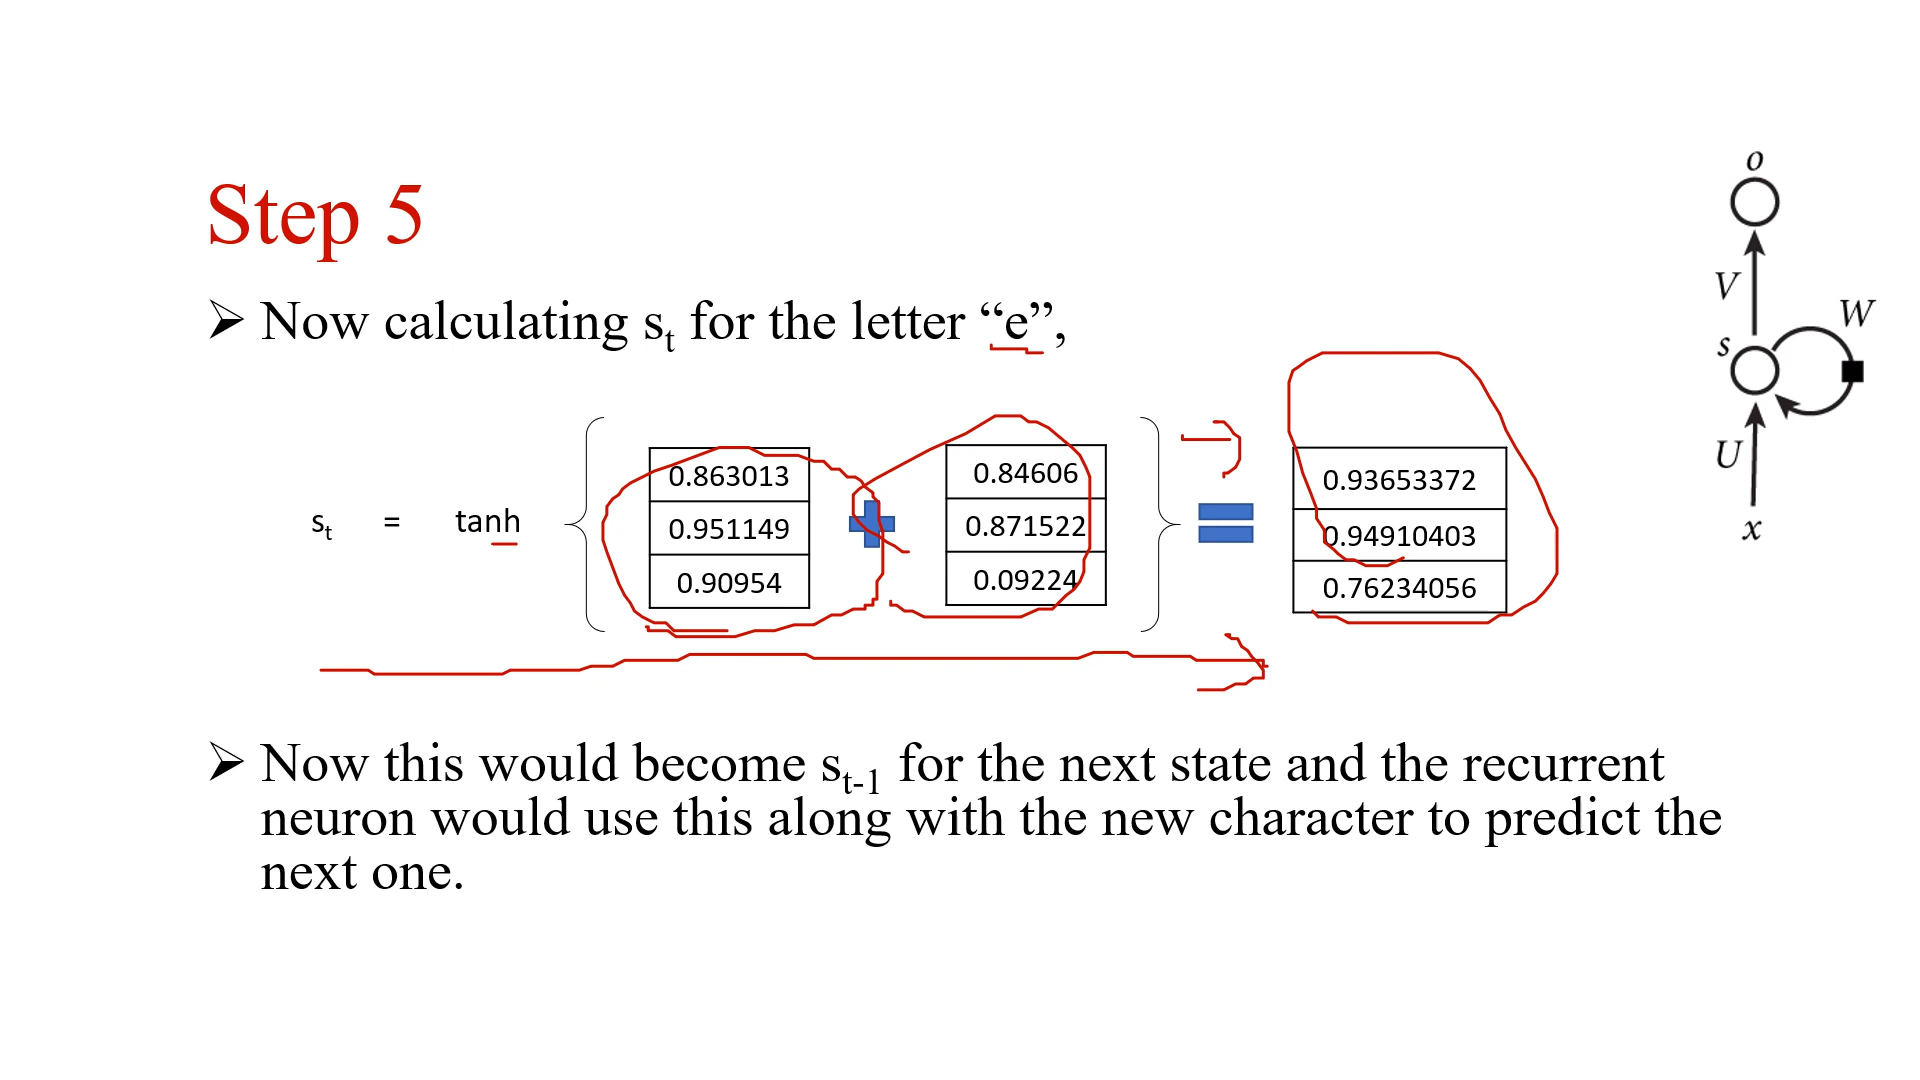 Step 5
➢ Now calculating sₜ for the letter “e”,
sₜ = tanh
0.863013
0.951149
0.90954
0.84606
0.871522
0.09224
0.93653372
0.94910403
0.76234056
➢ Now this would become sₜ₋₁ for the next state and the recurrent
neuron would use this along with the new character to predict the
next one.
o
V
W
s
U
x